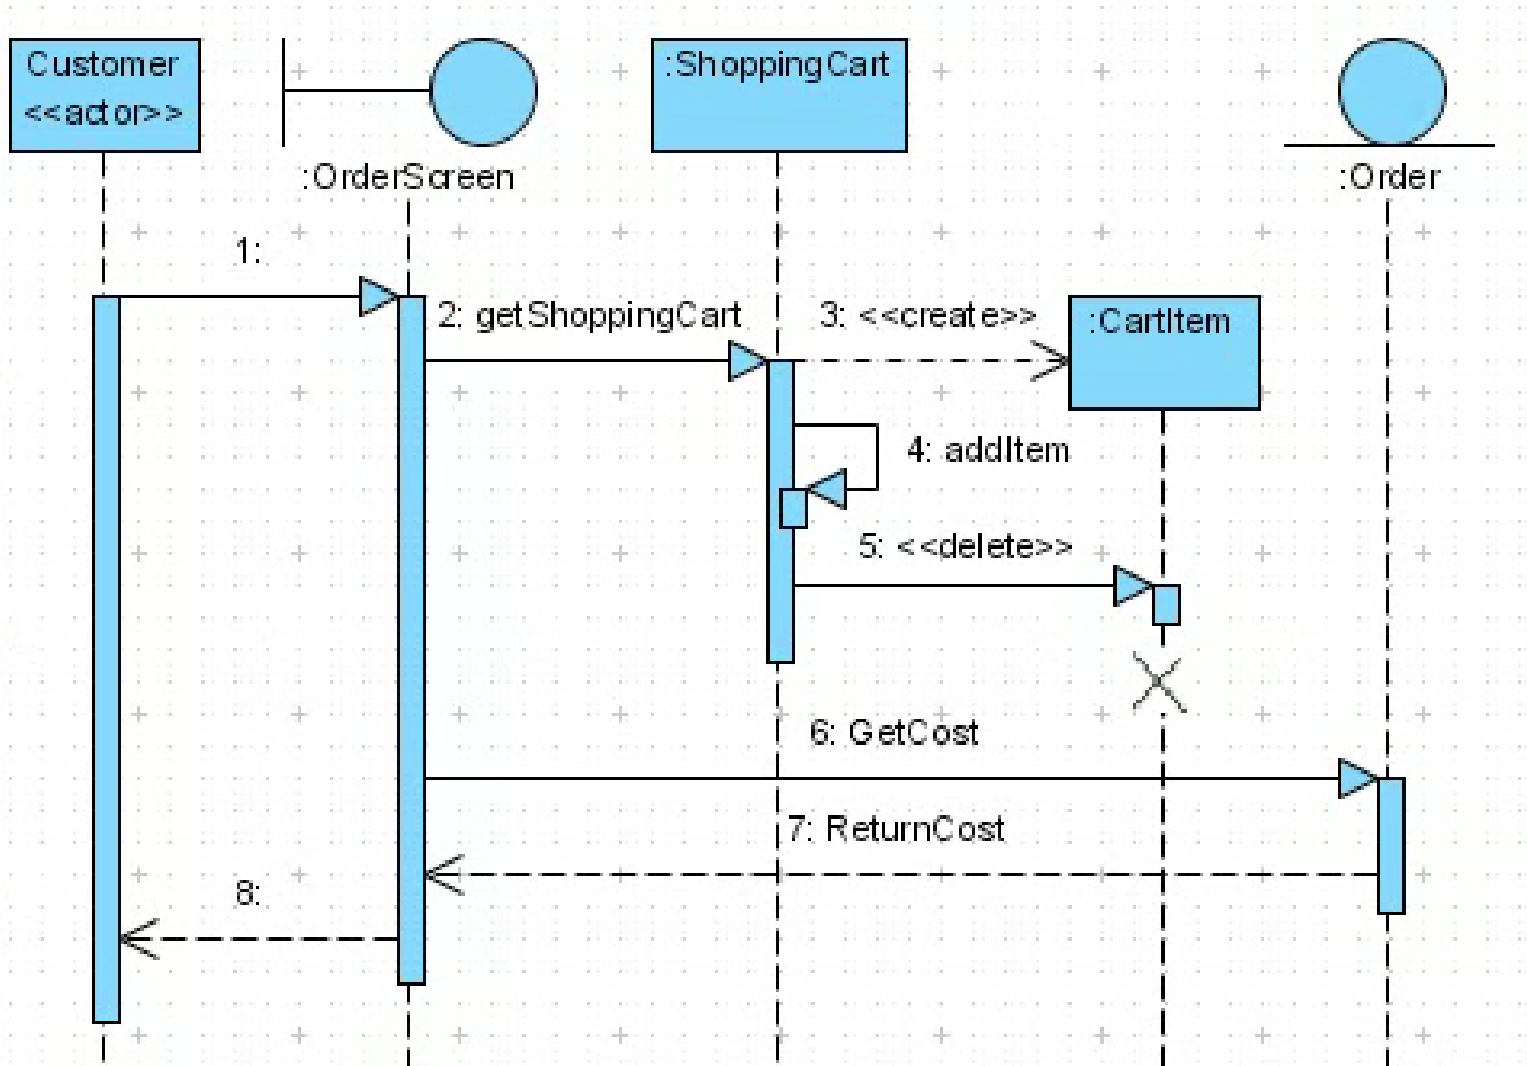 Customer
<<actor>>
:OrderScreen
:ShoppingCart
:Order
1:
2: getShoppingCart
3: <<create>>
:CartItem
4: addItem
5: <<delete>>
6: GetCost
7: ReturnCost
8: